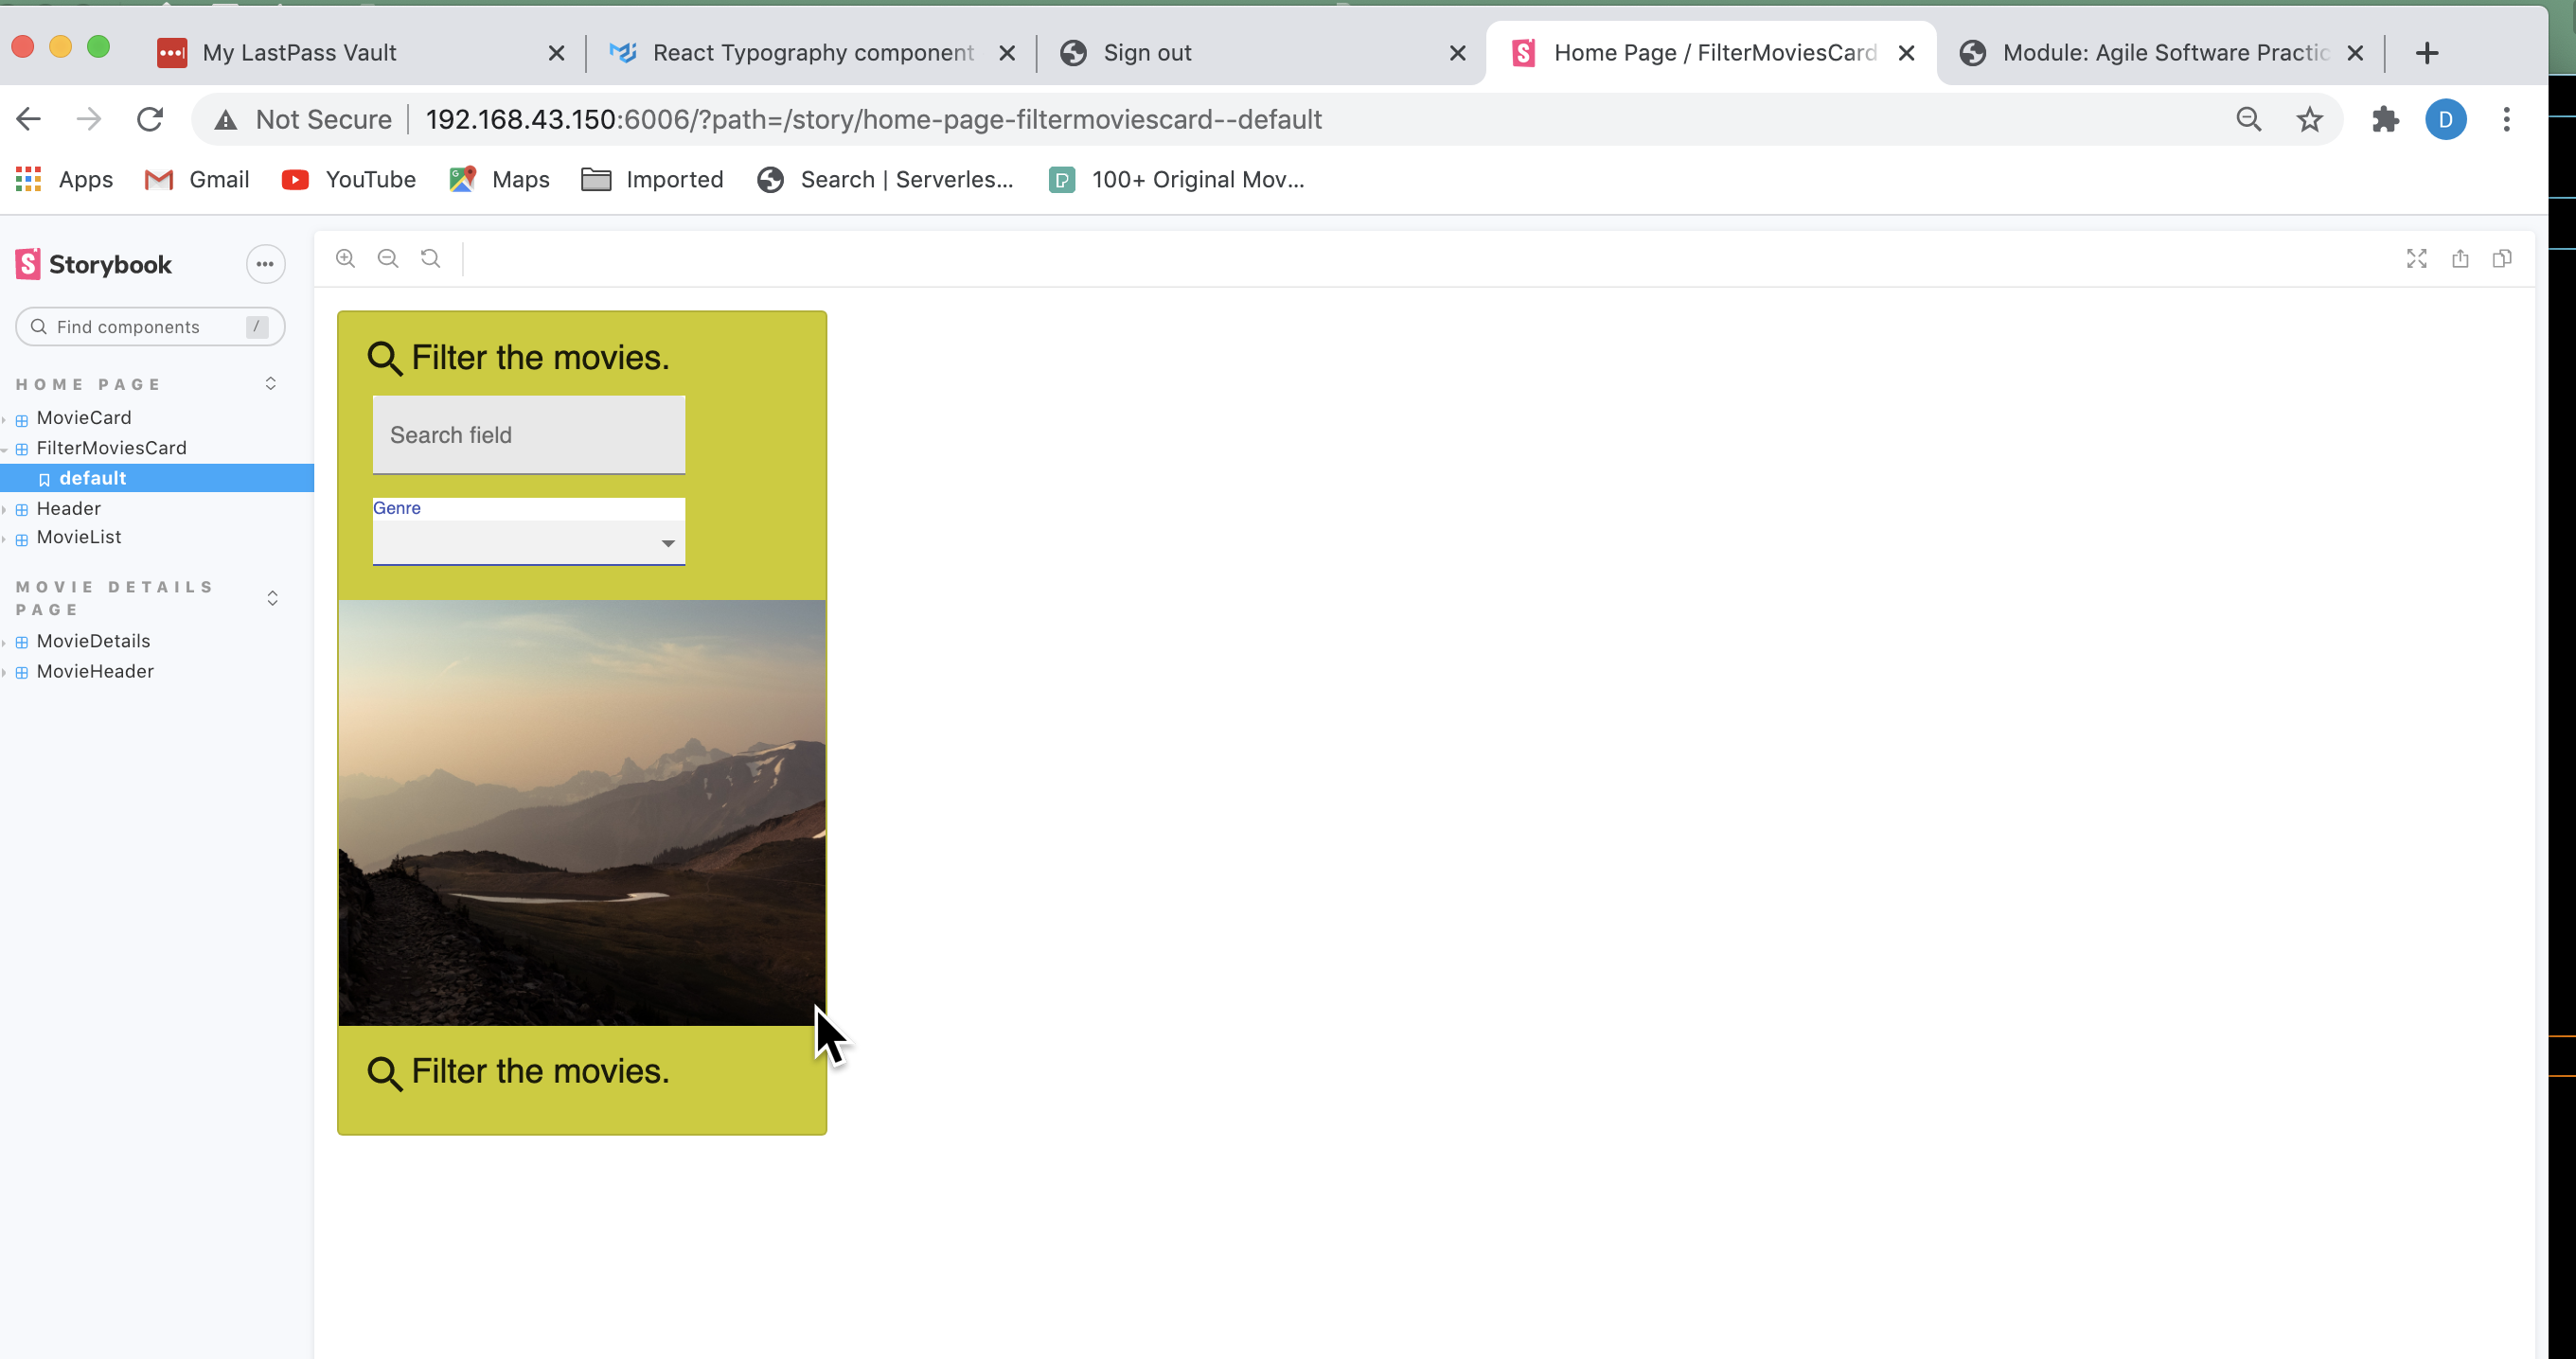 My LastPass Vault
React Typography component
Sign out
Home Page / FilterMoviesCard
Module: Agile Software Practic
Not Secure
192.168.43.150:6006/?path=/story/home-page-filtermoviescard--default
D
Apps
Gmail
YouTube
Maps
Imported
Search | Serverles...
100+ Original Mov...
Storybook
Find components
/
HOME PAGE
MovieCard
FilterMoviesCard
default
Header
MovieList
MOVIE DETAILS
PAGE
MovieDetails
MovieHeader
Filter the movies.
Search field
Genre
Filter the movies.